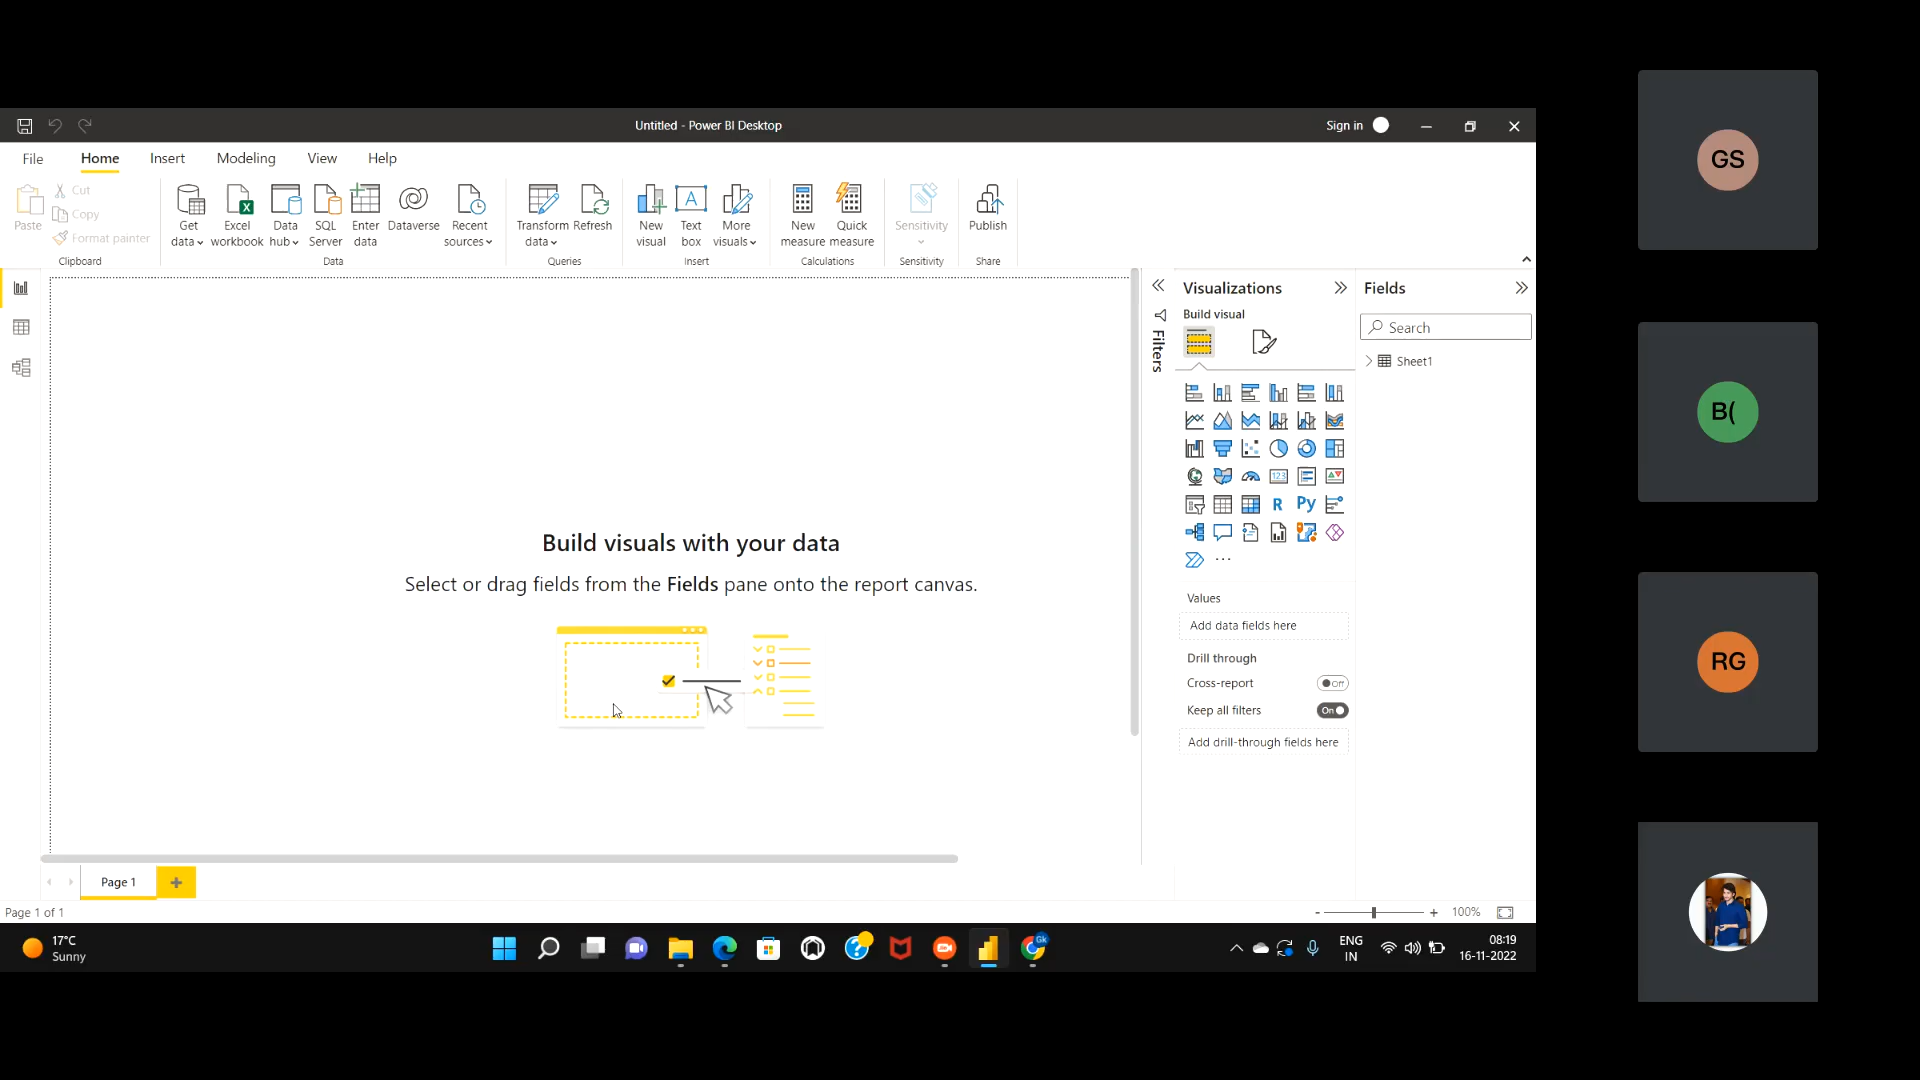 Untitled - Power BI Desktop
Sign in
File Home Insert Modeling View Help
Paste
Cut
Copy
Format painter
Clipboard
Get data
Excel workbook
Data hub
SQL Server
Enter data
Dataverse
Recent sources
Data
Transform data
Refresh
Queries
New visual
Text box
More visuals
Insert
New measure
Quick measure
Calculations
Sensitivity
Sensitivity
Publish
Share
Build visuals with your data
Select or drag fields from the Fields pane onto the report canvas.
Filters
Visualizations
Build visual
123
R
Py
...
Values
Add data fields here
Drill through
Cross-report
Off
Keep all filters
On
Add drill-through fields here
Fields
Search
Sheet1
Page 1
+
Page 1 of 1
- + 100%
17°C
Sunny
Gk
ENG
IN
08:19
16-11-2022
GS
B(
RG